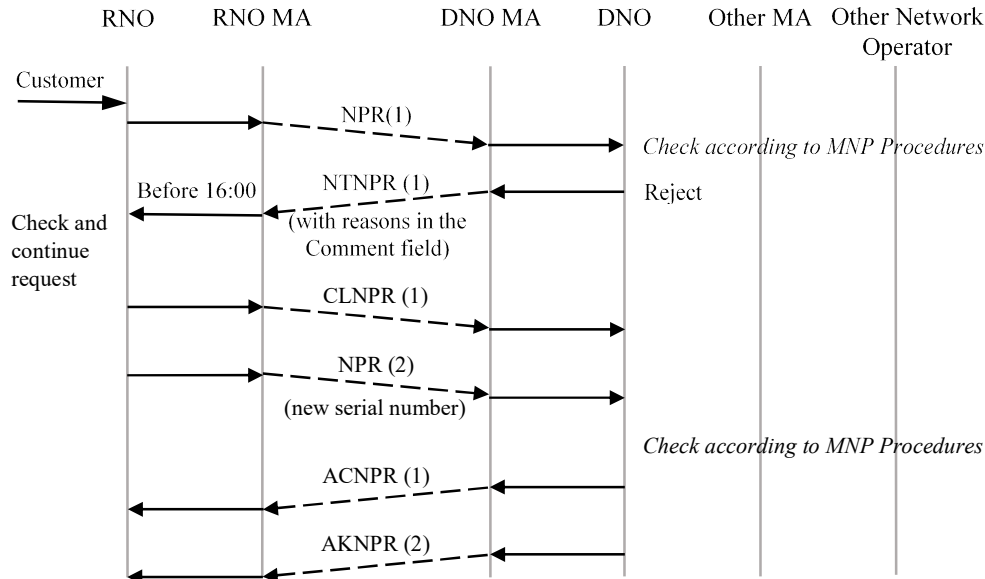 RNO RNO MA DNO MA DNO Other MA Other Network
Operator
Customer
NPR(1)
Check according to MNP Procedures
Before 16:00 NTNPR (1) Reject
(with reasons in the
Comment field)
Check and
continue
request
CLNPR (1)
NPR (2)
(new serial number)
Check according to MNP Procedures
ACNPR (1)
AKNPR (2)